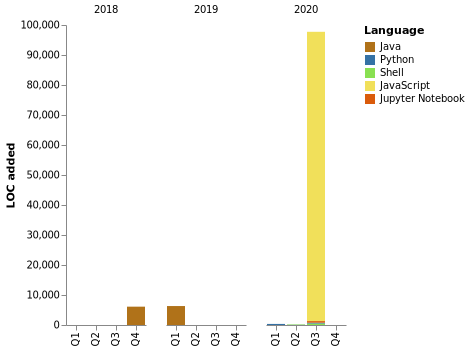 2018 2019 2020
Language
Java
Python
Shell
JavaScript
Jupyter Notebook
LOC added
100,000
90,000
80,000
70,000
60,000
50,000
40,000
30,000
20,000
10,000
0
Q1 Q2 Q3 Q4 Q1 Q2 Q3 Q4 Q1 Q2 Q3 Q4